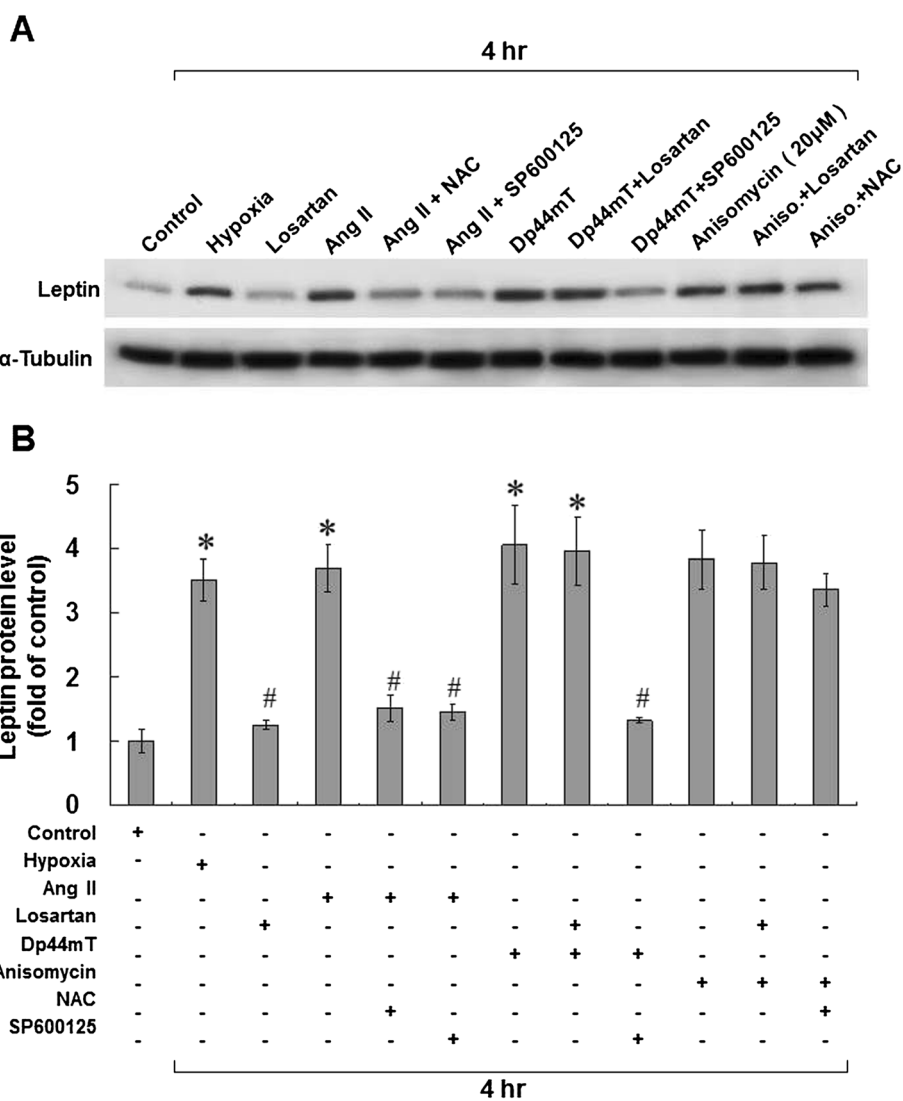 A
4 hr
Control
Hypoxia
Losartan
Ang II
Ang II + NAC
Ang II + SP600125
Dp44mT
Dp44mT+Losartan
Dp44mT+SP600125
Anisomycin ( 20μM )
Aniso.+Losartan
Aniso.+NAC
Leptin
α-Tubulin
B
Leptin protein level
(fold of control)
5
4
3
2
1
0
* # * # # * * #
Control + - - - - - - - - - - -
Hypoxia - + - - - - - - - - - -
Ang II - - - + + + - - - - - -
Losartan - - + - - - - + - - + -
Dp44mT - - - - - - + + + - - -
Anisomycin - - - - - - - - - + + +
NAC - - - - + - - - - - - +
SP600125 - - - - - + - - + - - -
4 hr